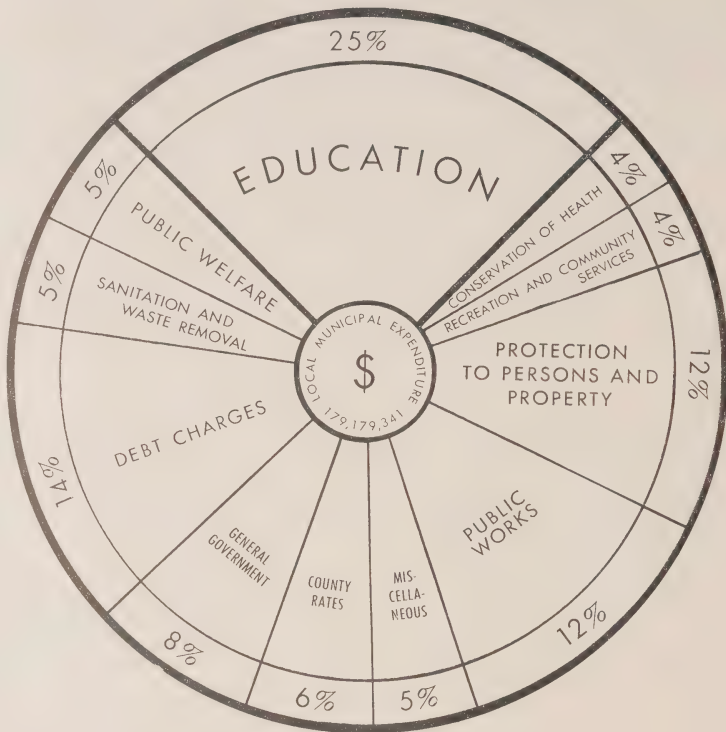 25%
EDUCATION
4%
CONSERVATION OF HEALTH
4%
RECREATION AND COMMUNITY
SERVICES
12%
PROTECTION
TO PERSONS AND
PROPERTY
12%
PUBLIC
WORKS
5%
MIS-
CELLA-
NEOUS
6%
COUNTY
RATES
8%
GENERAL
GOVERNMENT
14%
DEBT CHARGES
5%
SANITATION AND
WASTE REMOVAL
5%
PUBLIC WELFARE
LOCAL MUNICIPAL EXPENDITURE
$
179,179,341